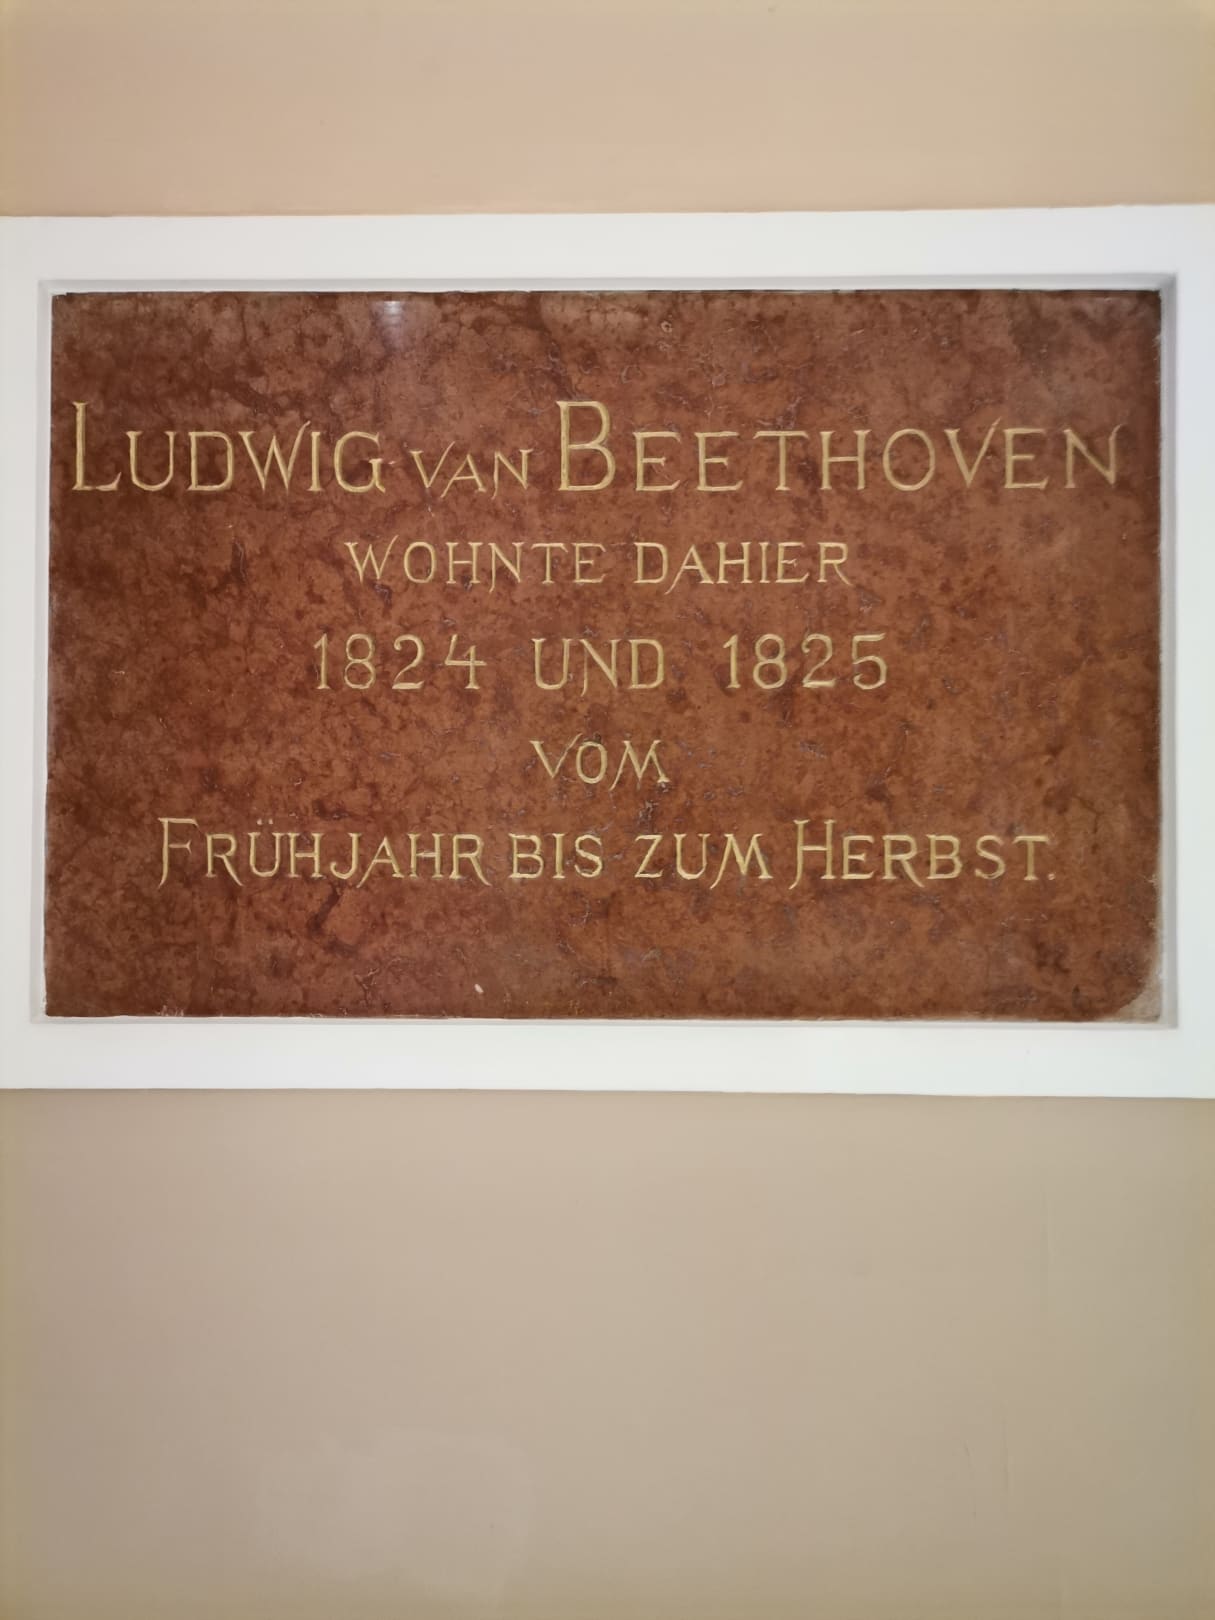 LUDWIG VAN BEETHOVEN
WOHNTE DAHIER
1824 UND 1825
VOM
FRÜHJAHR BIS ZUM HERBST.